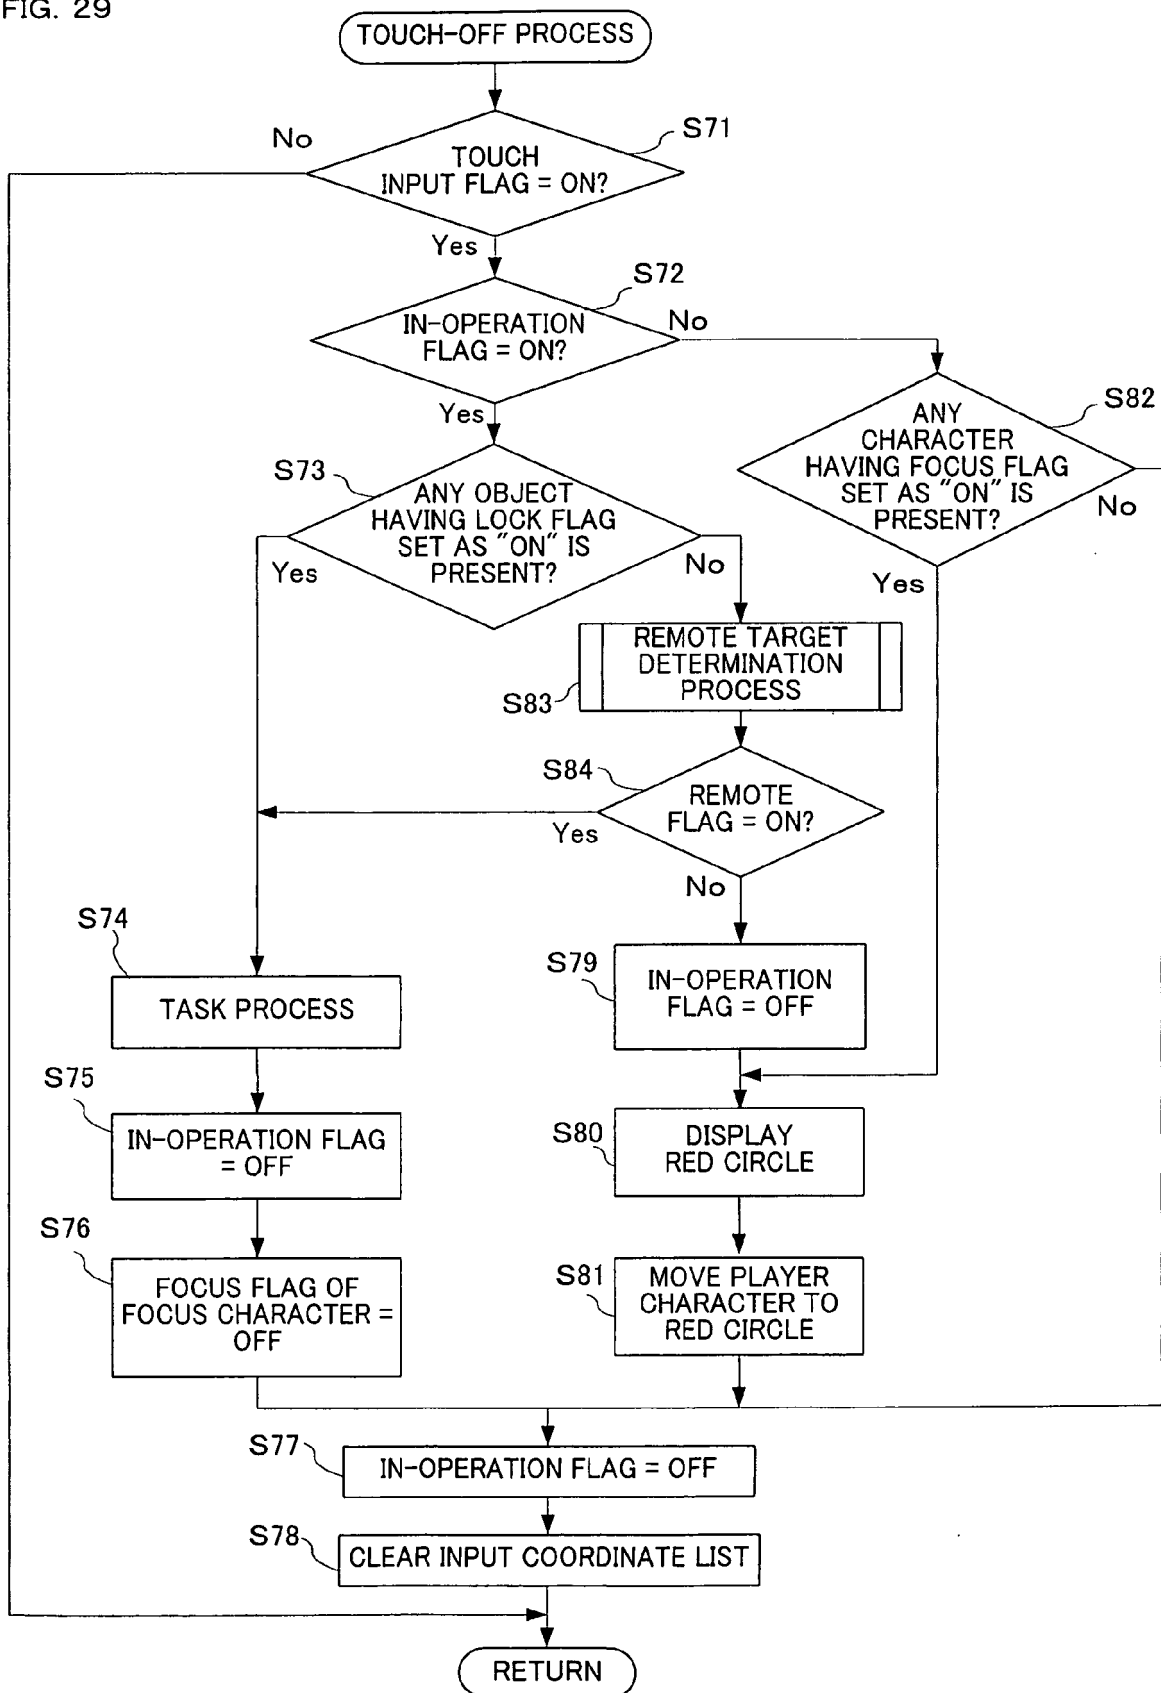 FIG. 29
TOUCH-OFF PROCESS
S71
No
TOUCH
INPUT FLAG = ON?
Yes
S72
IN-OPERATION
FLAG = ON?
No
Yes
S82
ANY
CHARACTER
HAVING FOCUS FLAG
SET AS "ON" IS
PRESENT?
No
Yes
S73
ANY OBJECT
HAVING LOCK FLAG
SET AS "ON" IS
PRESENT?
Yes
No
REMOTE TARGET
DETERMINATION
PROCESS
S83
S84
REMOTE
FLAG = ON?
Yes
No
S74
TASK PROCESS
S79
IN-OPERATION
FLAG = OFF
S75
IN-OPERATION FLAG
= OFF
S80
DISPLAY
RED CIRCLE
S76
FOCUS FLAG OF
FOCUS CHARACTER =
OFF
S81
MOVE PLAYER
CHARACTER TO
RED CIRCLE
S77
IN-OPERATION FLAG = OFF
S78
CLEAR INPUT COORDINATE LIST
RETURN